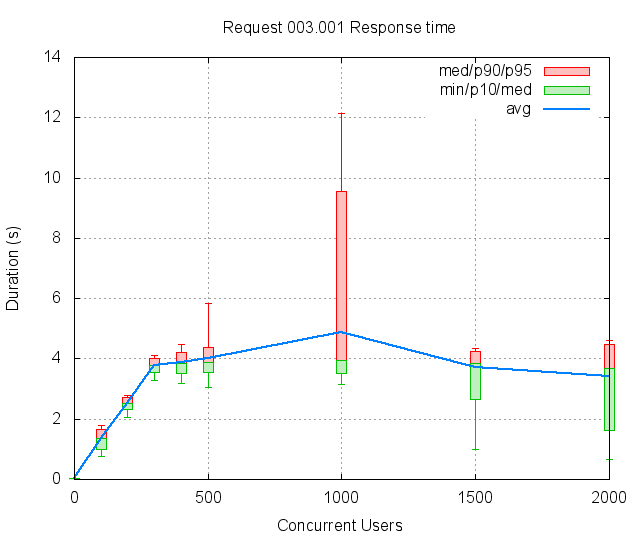 Request 003.001 Response time
med/p90/p95
min/p10/med
avg
14
12
10
8
6
4
2
0
Duration (s)
0 500 1000 1500 2000
Concurrent Users